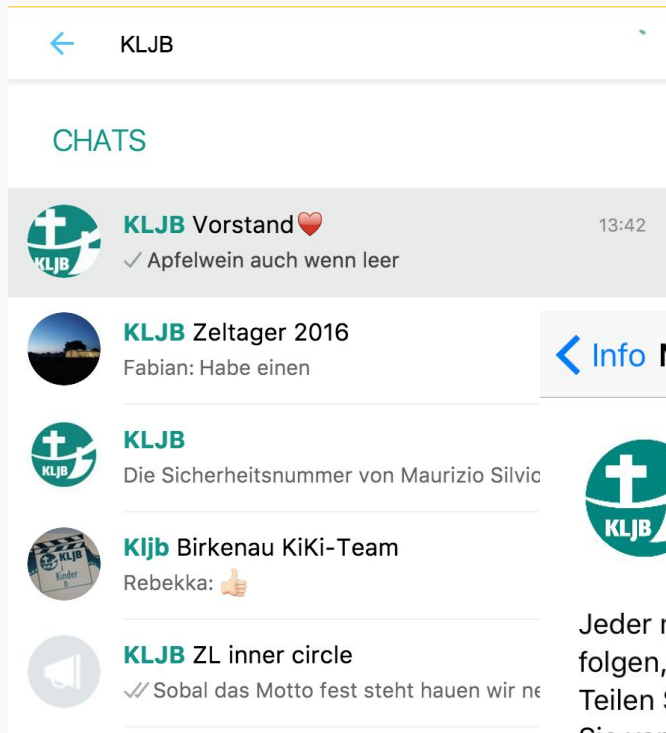 KLJB
CHATS
KLJB Vorstand❤️
13:42
Apfelwein auch wenn leer
KLJB
KLJB Zeltager 2016
Fabian: Habe einen
Info
KLJB
Die Sicherheitsnummer von Maurizio Silvio
KLJB
KLJB
Kljb Birkenau KiKi-Team
Rebekka: 👍🏻
KLJB
Kinder
Jeder
folgen,
KLJB ZL inner circle
Sobal das Motto fest steht hauen wir ne
Teilen